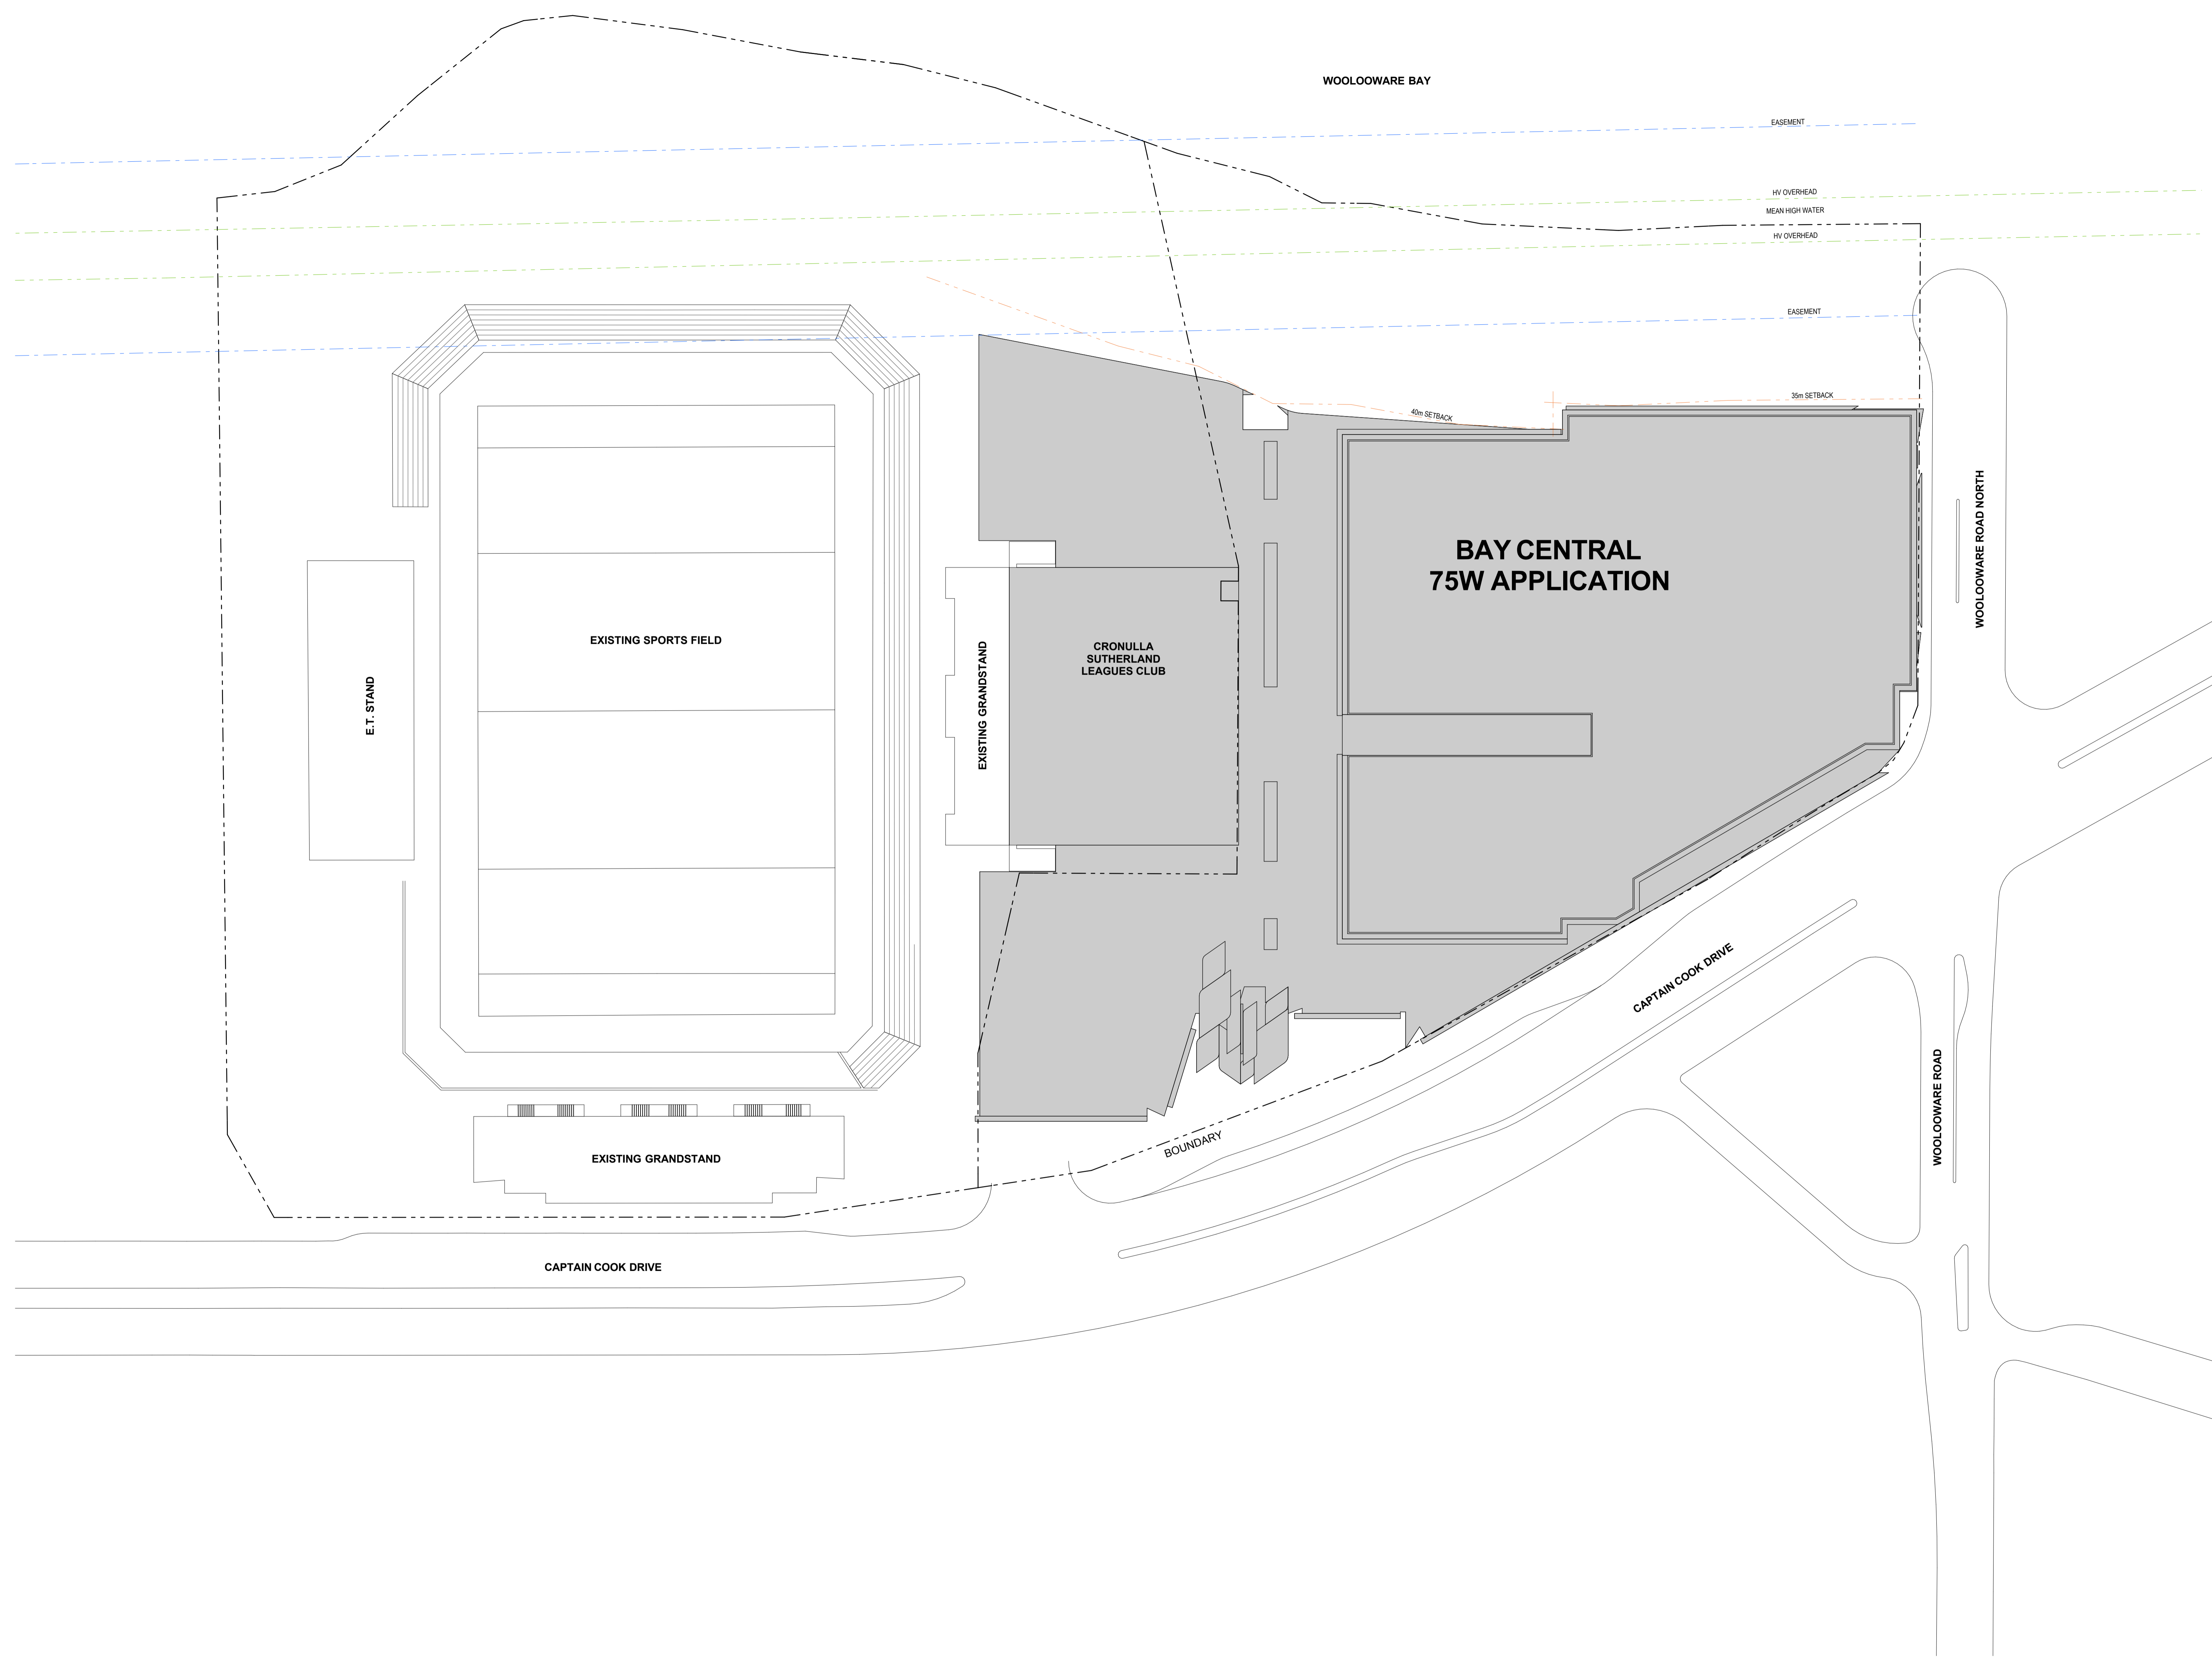 WOOLOOWARE BAY
EASEMENT
HV OVERHEAD
MEAN HIGH WATER
HV OVERHEAD
EASEMENT
35m SETBACK
40m SETBACK
BAY CENTRAL
75W APPLICATION
WOOLOOWARE ROAD NORTH
EXISTING SPORTS FIELD
E.T. STAND
EXISTING GRANDSTAND
CRONULLA
SUTHERLAND
LEAGUES CLUB
CAPTAIN COOK DRIVE
WOOLOOWARE ROAD
BOUNDARY
EXISTING GRANDSTAND
CAPTAIN COOK DRIVE